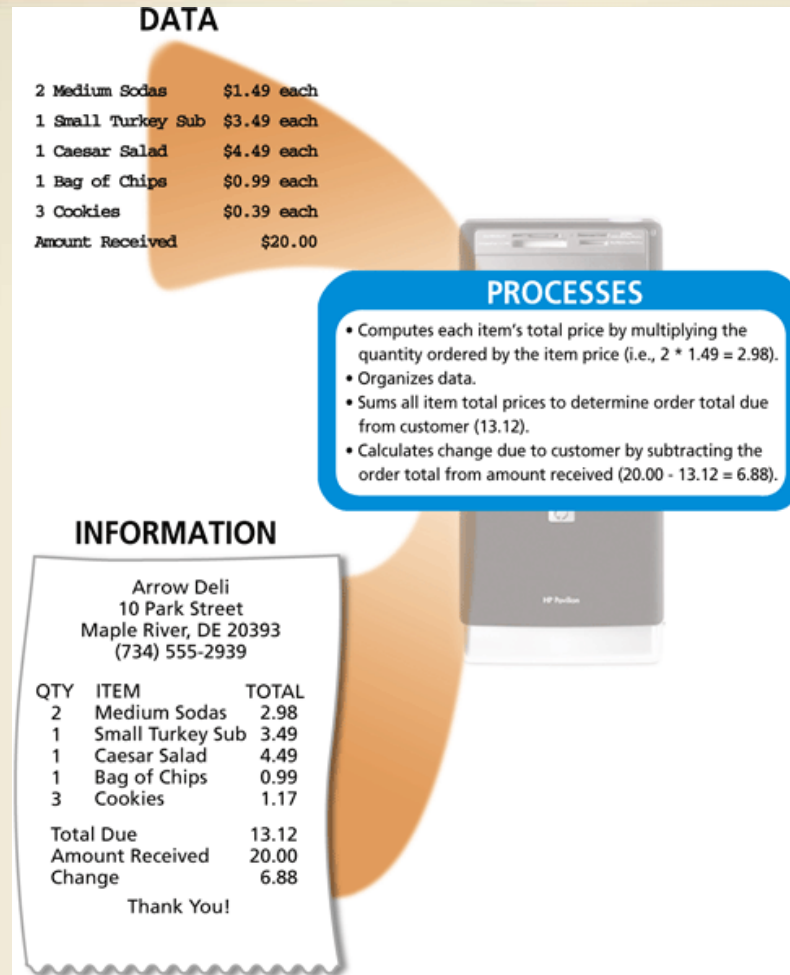 DATA
2 Medium Sodas $1.49 each
1 Small Turkey Sub $3.49 each
1 Caesar Salad $4.49 each
1 Bag of Chips $0.99 each
3 Cookies $0.39 each
Amount Received $20.00
PROCESSES
• Computes each item's total price by multiplying the
quantity ordered by the item price (i.e., 2 * 1.49 = 2.98).
• Organizes data.
• Sums all item total prices to determine order total due
from customer (13.12).
• Calculates change due to customer by subtracting the
order total from amount received (20.00 - 13.12 = 6.88).
HP Pavilion
INFORMATION
Arrow Deli
10 Park Street
Maple River, DE 20393
(734) 555-2939
QTY ITEM TOTAL
2 Medium Sodas 2.98
1 Small Turkey Sub 3.49
1 Caesar Salad 4.49
1 Bag of Chips 0.99
3 Cookies 1.17
Total Due 13.12
Amount Received 20.00
Change 6.88
Thank You!